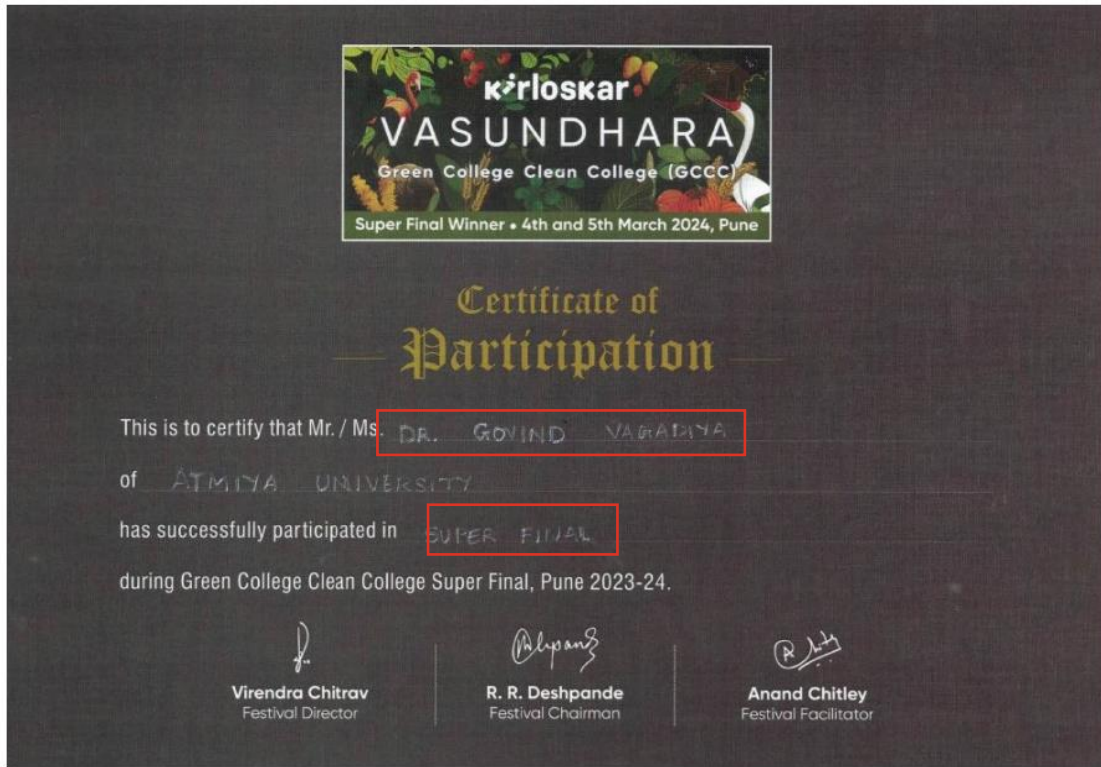 Kirloskar
VASUNDHARA
Green College Clean College (GCCC)
Super Final Winner • 4th and 5th March 2024, Pune
Certificate of
Participation
This is to certify that Mr. / Ms. DR. GOVIND VAGADIYA
of ATMIYA UNIVERSITY
has successfully participated in SUPER FINAL
during Green College Clean College Super Final, Pune 2023-24.
Virendra Chitrav
Festival Director
R. R. Deshpande
Festival Chairman
Anand Chitley
Festival Facilitator